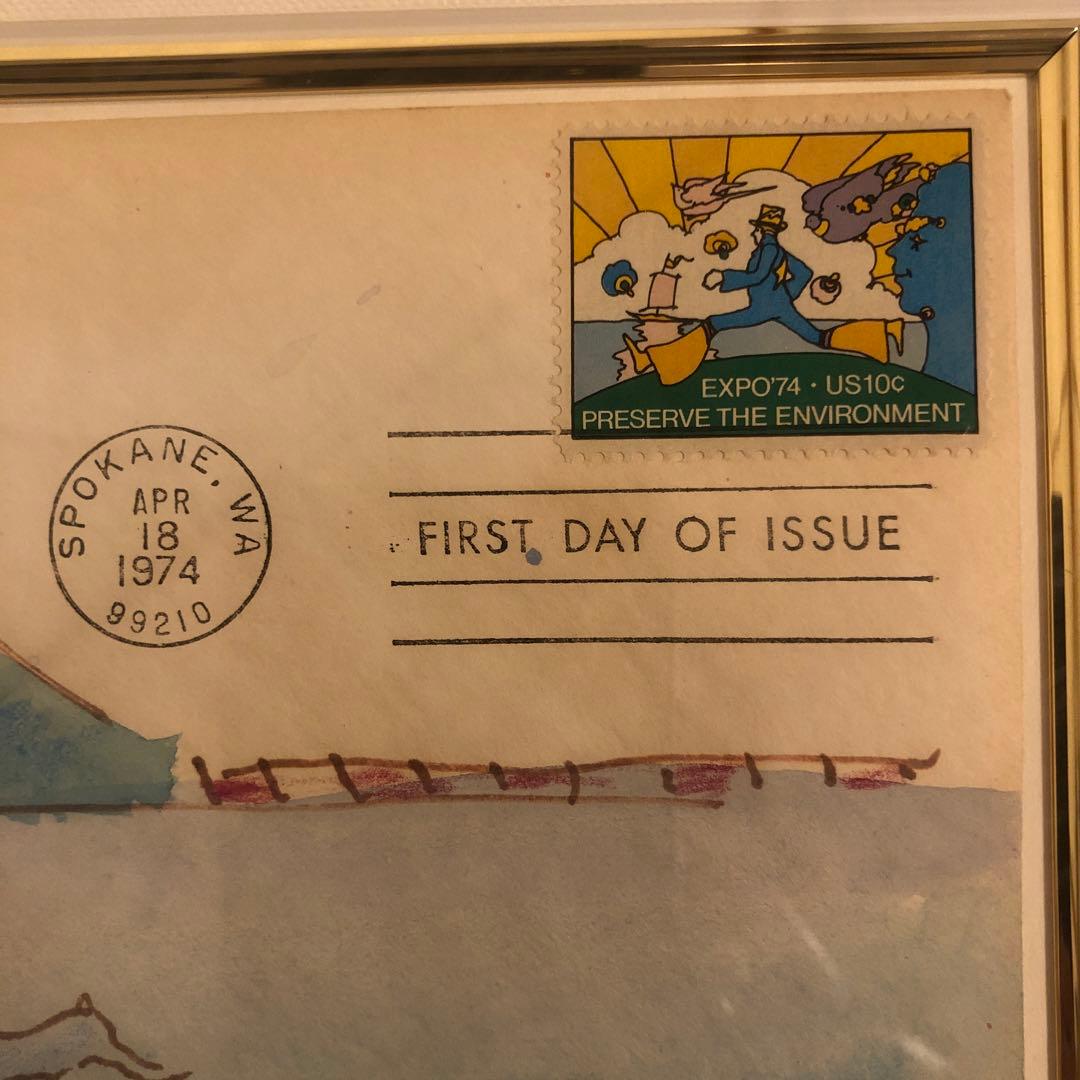 EXPO'74 · US10¢
PRESERVE THE ENVIRONMENT
SPOKANE, WA
APR
18
1974
99210
FIRST DAY OF ISSUE